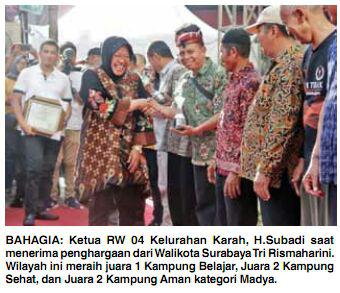 BAHAGIA: Ketua RW 04 Kelurahan Karah, H.Subadi saat
menerima penghargaan dari Walikota Surabaya Tri Rismaharini.
Wilayah ini meraih juara 1 Kampung Belajar, Juara 2 Kampung
Sehat, dan Juara 2 Kampung Aman kategori Madya.